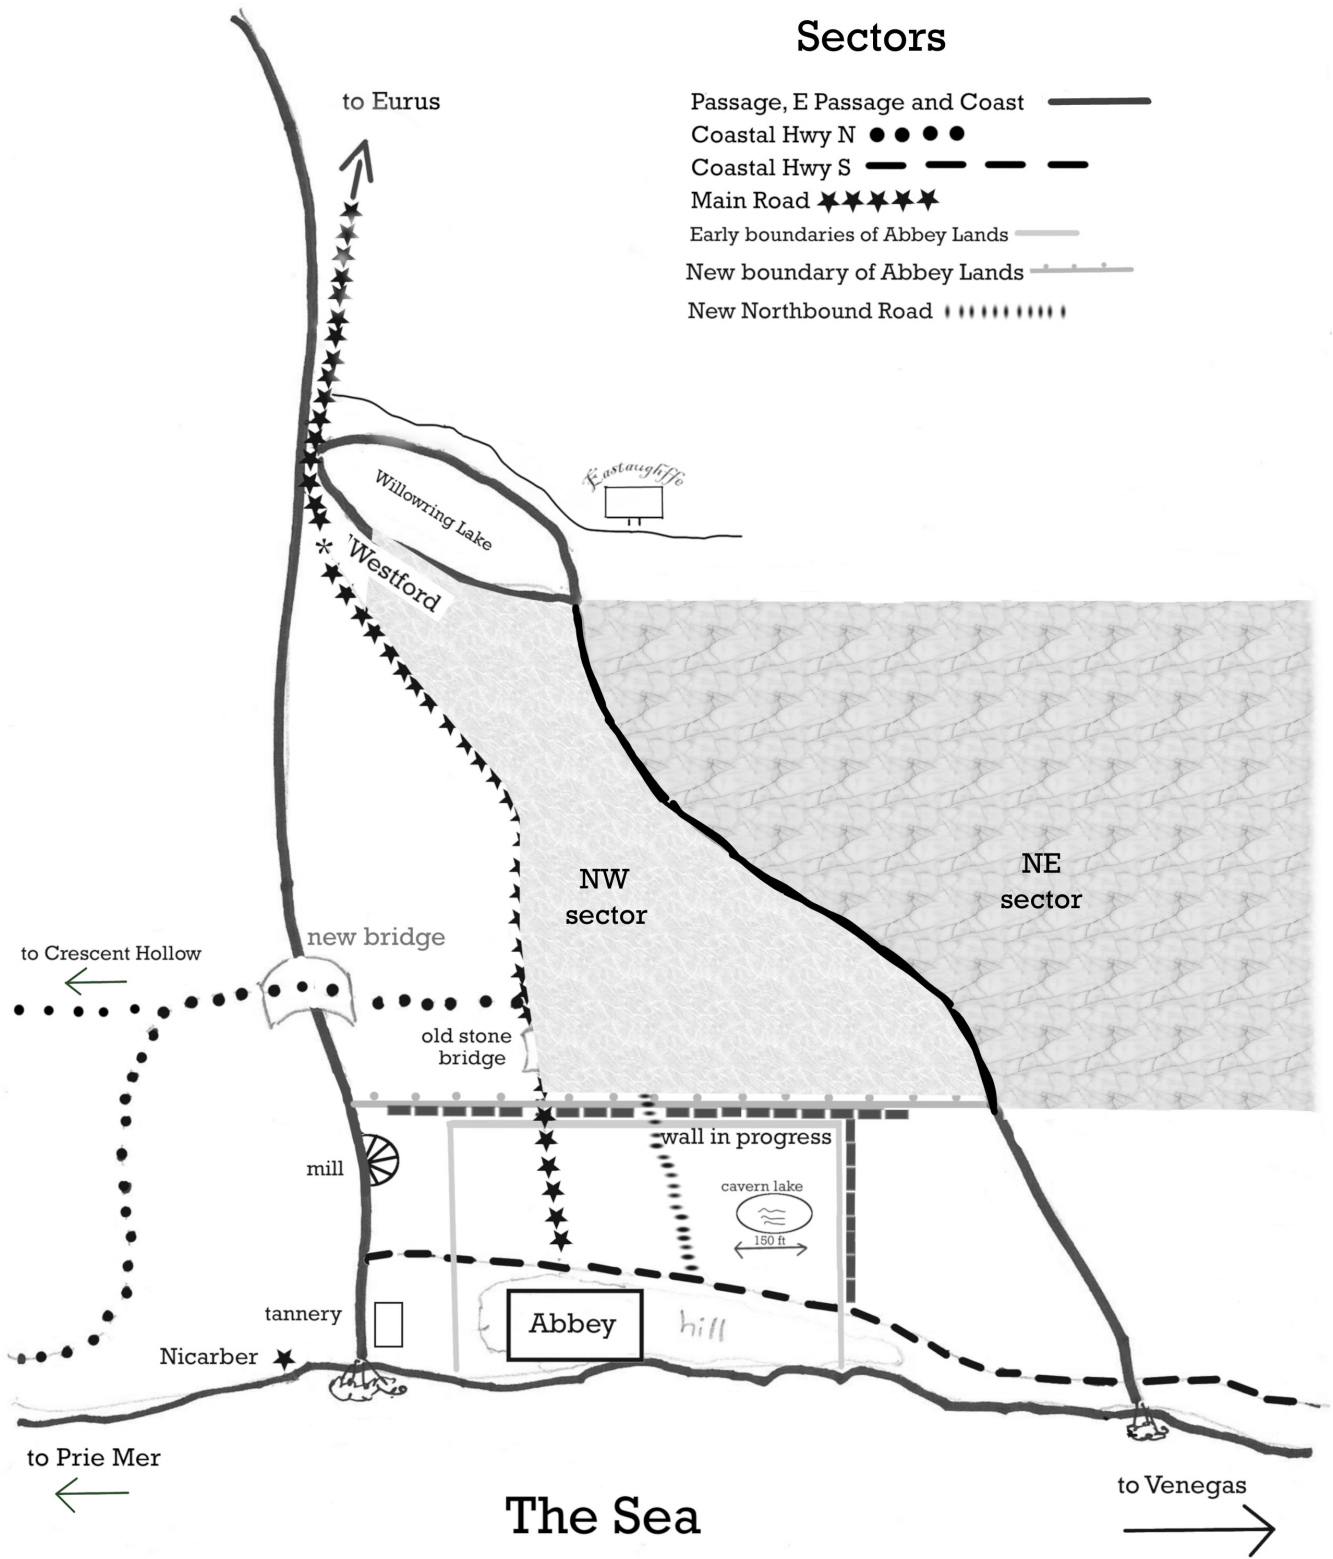 Sectors
to Eurus
Passage, E Passage and Coast
Coastal Hwy N
Coastal Hwy S
Main Road
Early boundaries of Abbey Lands
New boundary of Abbey Lands
New Northbound Road
Eastaughffe
Willowring Lake
Westford
NW
sector
NE
sector
new bridge
to Crescent Hollow
old stone
bridge
wall in progress
mill
cavern lake
150 ft
tannery
Abbey
hill
Nicarber
to Prie Mer
to Venegas
The Sea